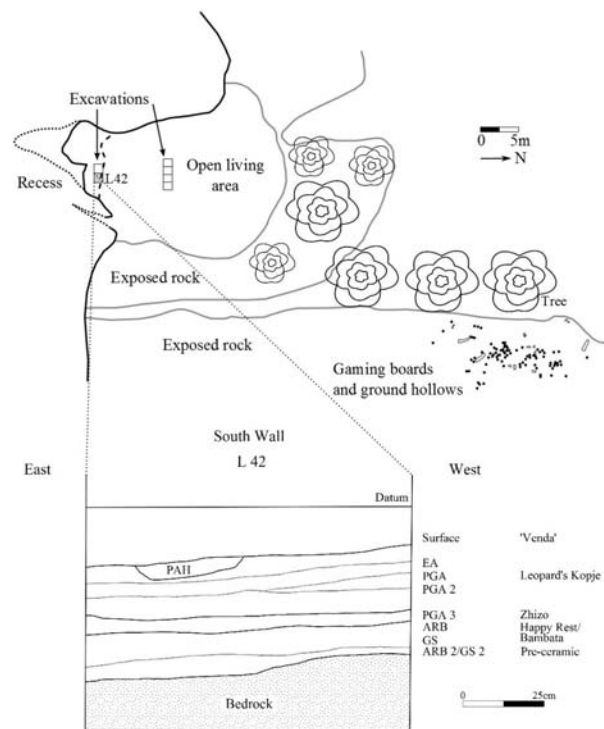 Excavations
5m
N
Open living
area
L42
Recess
Exposed rock
Tree
Exposed rock
Gaming boards
and ground hollows
South Wall
L 42
East
West
Datum
Surface 'Venda'
EA
PAH
PGA Leopard's Kopje
PGA 2
PGA 3 Zhizo
ARB Happy Rest/
GS Bambata
ARB 2/GS 2 Pre-ceramic
Bedrock
0 25cm